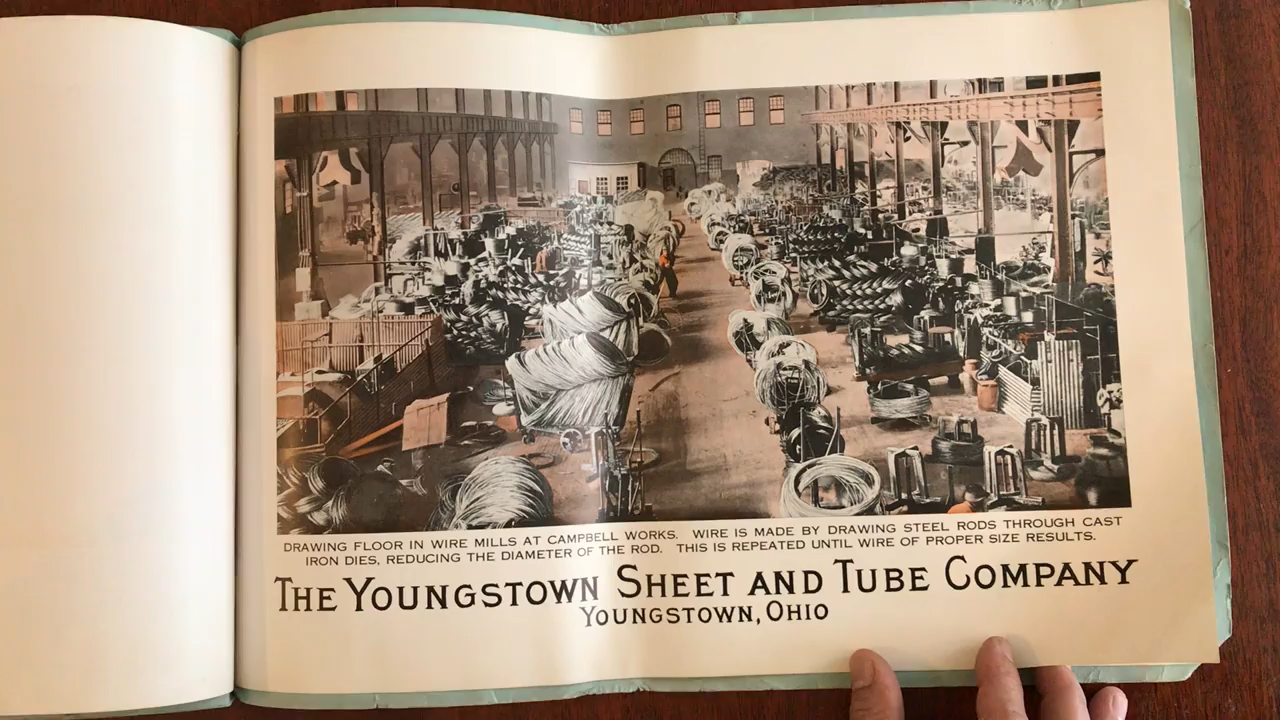 DRAWING FLOOR IN WIRE MILLS AT CAMPBELL WORKS. WIRE IS MADE BY DRAWING STEEL RODS THROUGH CAST
IRON DIES, REDUCING THE DIAMETER OF THE ROD. THIS IS REPEATED UNTIL WIRE OF PROPER SIZE RESULTS.
THE YOUNGSTOWN SHEET AND TUBE COMPANY
YOUNGSTOWN, OHIO